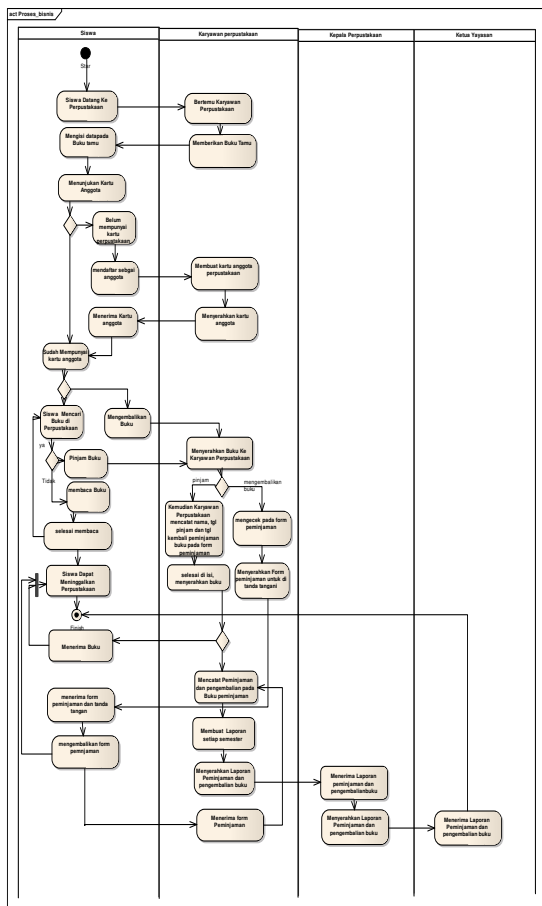 act Proses_bisnis
Siswa
Karyawan perpustakaan
Kepala Perpustakaan
Ketua Yayasan
Star
Siswa Datang Ke
Perpustakaan
Bertemu Karyawan
Perpustakaan
Mengisi datapada
Buku tamu
Memberikan Buku Tamu
Menunjukan Kartu
Anggota
Belum
mempunyai
kartu
perpustakaan
mendaftar sebgai
anggota
Membuat kartu anggota
perpustakaan
Menerima Kartu
anggota
Menyerahkan kartu
anggota
Sudah Mempunyai
kartu anggota
Siswa Mencari
Buku di
Perpustakaan
Mengembalikan
Buku
ya
Pinjam Buku
Menyerahkan Buku Ke
Karyawan Perpustakaan
Tidak
membaca Buku
pinjam
mengembalikan
buku
Kemudian Karyawan
Perpustakaan
mencatat nama, tgl
pinjam dan tgl
kembali peminjaman
buku pada form
peminjaman
mengecek pada form
peminjaman
selesai membaca
Siswa Dapat
Meninggalkan
Perpustakaan
selesai di isi,
menyerahkan buku
Menyerahkan Form
peminjaman untuk di
tanda tangani
Finish
Menerima Buku
Mencatat Peminjaman
dan pengembalian pada
Buku peminjaman
menerima form
peminjaman dan tanda
tangan
Membuat Laporan
setiap semester
mengembalikan form
pemnjaman
Menyerahkan Laporan
Peminjaman dan
pengembalian buku
Menerima Laporan
peminjaman dan
pengembalianbuku
Menerima form
Peminjaman
Menyerahkan Laporan
Peminjaman dan
pengembalian buku
Menerima Laporan
Peminjaman dan
pengembalian buku